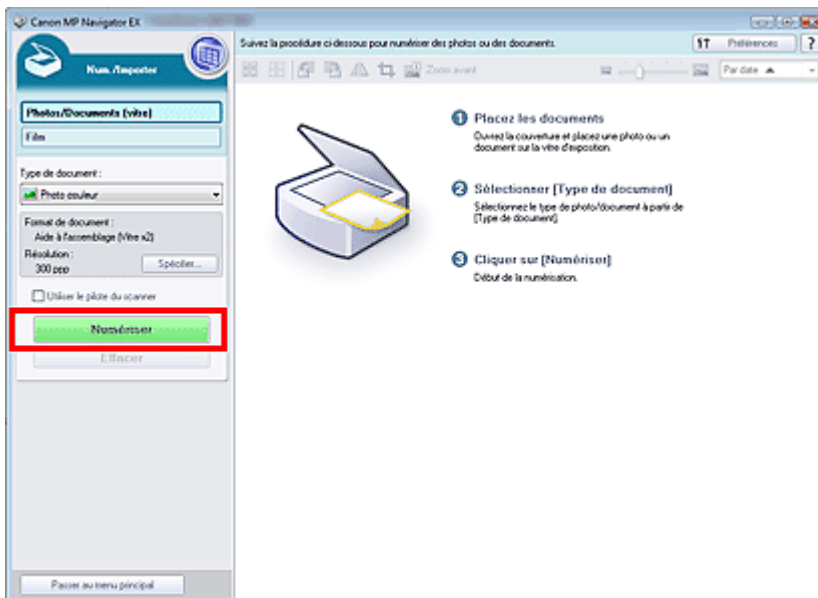 Canon MP Navigator EX
Num./Importer
Photos/Documents (vitre)
Film
Type de document :
Photo couleur
Format de document :
Aide à l'assemblage (Vitre x2)
Résolution :
300 ppp
Spécifier...
Utiliser le pilote du scanner
Numériser
Effacer
Passer au menu principal
Suivez la procédure ci-dessous pour numériser des photos ou des documents.
Préférences
?
Zoom avant
Par date
1 Placez les documents
Ouvrez la couverture et placez une photo ou un
document sur la vitre d'exposition.
2 Sélectionner [Type de document]
Sélectionnez le type de photo/document à partir de
[Type de document].
3 Cliquer sur [Numériser]
Début de la numérisation.